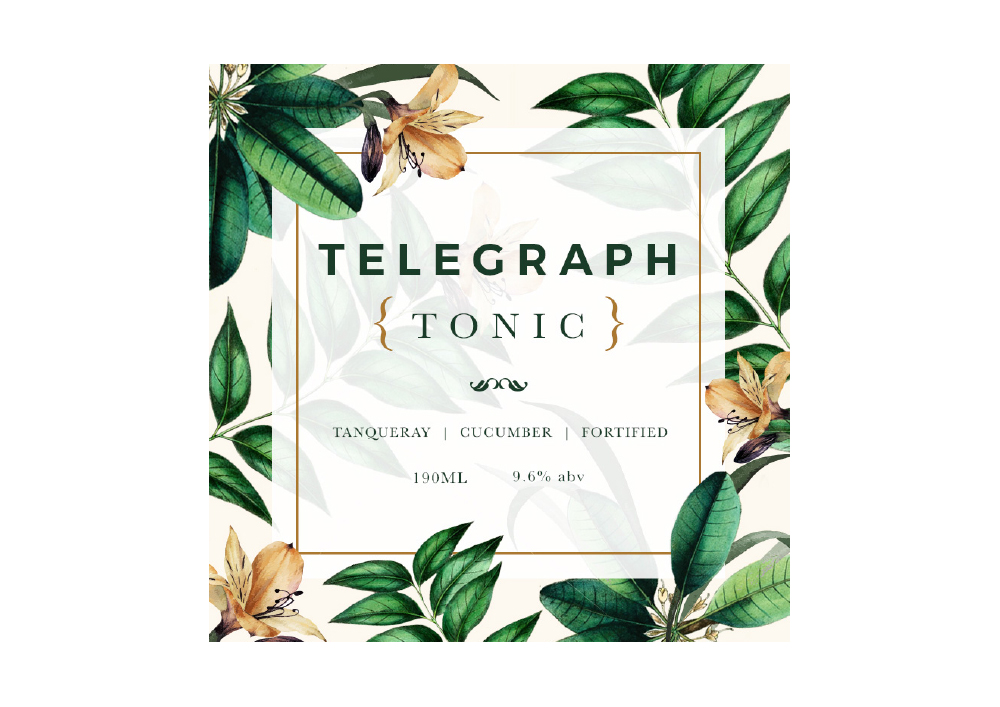 TELEGRAPH
{ TONIC }
TANQUERAY | CUCUMBER | FORTIFIED
190ML 9.6% abv